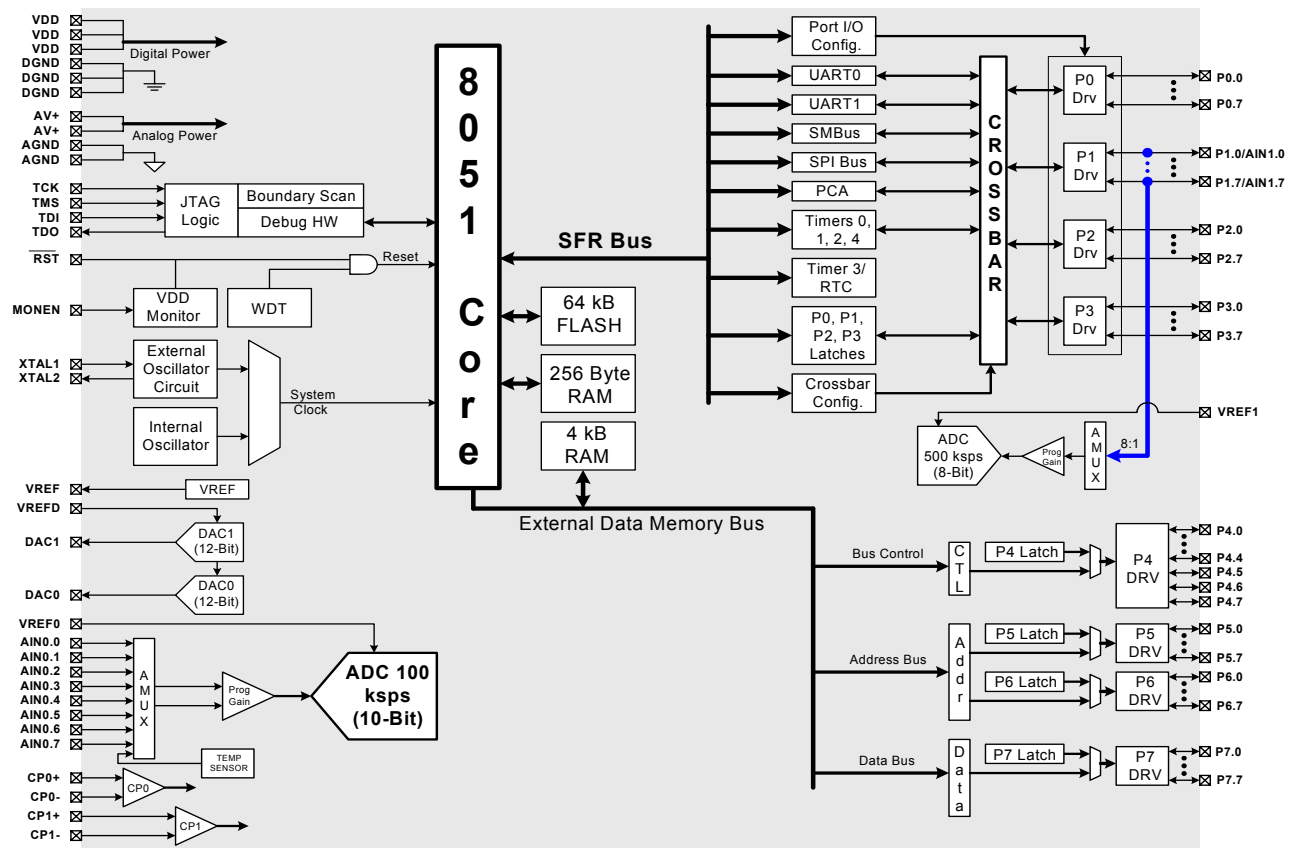 VDD
VDD
VDD
Digital Power
DGND
DGND
DGND
AV+
AV+
Analog Power
AGND
AGND
TCK
TMS
TDI
TDO
JTAG
Logic
Boundary Scan
Debug HW
RST
Reset
MONEN
VDD
Monitor
WDT
XTAL1
XTAL2
External
Oscillator
Circuit
Internal
Oscillator
System
Clock
VREF
VREF
VREFD
DAC1
DAC1
(12-Bit)
DAC0
DAC0
(12-Bit)
VREF0
AIN0.0
AIN0.1
AIN0.2
AIN0.3
AIN0.4
AIN0.5
AIN0.6
AIN0.7
AMUX
Prog
Gain
ADC 100
ksps
(10-Bit)
TEMP
SENSOR
CP0+
CP0-
CP0
CP1+
CP1-
CP1
8051 Core
SFR Bus
64 kB
FLASH
256 Byte
RAM
4 kB
RAM
External Data Memory Bus
Port I/O
Config.
UART0
UART1
SMBus
SPI Bus
PCA
Timers 0,
1, 2, 4
Timer 3/
RTC
P0, P1,
P2, P3
Latches
Crossbar
Config.
CROSSBAR
P0
Drv
P1
Drv
P2
Drv
P3
Drv
P0.0
P0.7
P1.0/AIN1.0
P1.7/AIN1.7
P2.0
P2.7
P3.0
P3.7
VREF1
ADC
500 ksps
(8-Bit)
Prog
Gain
AMUX
8:1
Bus Control
CTL
P4 Latch
P4
DRV
P4.0
P4.4
P4.5
P4.6
P4.7
Address Bus
Addr
P5 Latch
P5
DRV
P5.0
P5.7
P6 Latch
P6
DRV
P6.0
P6.7
Data Bus
Data
P7 Latch
P7
DRV
P7.0
P7.7